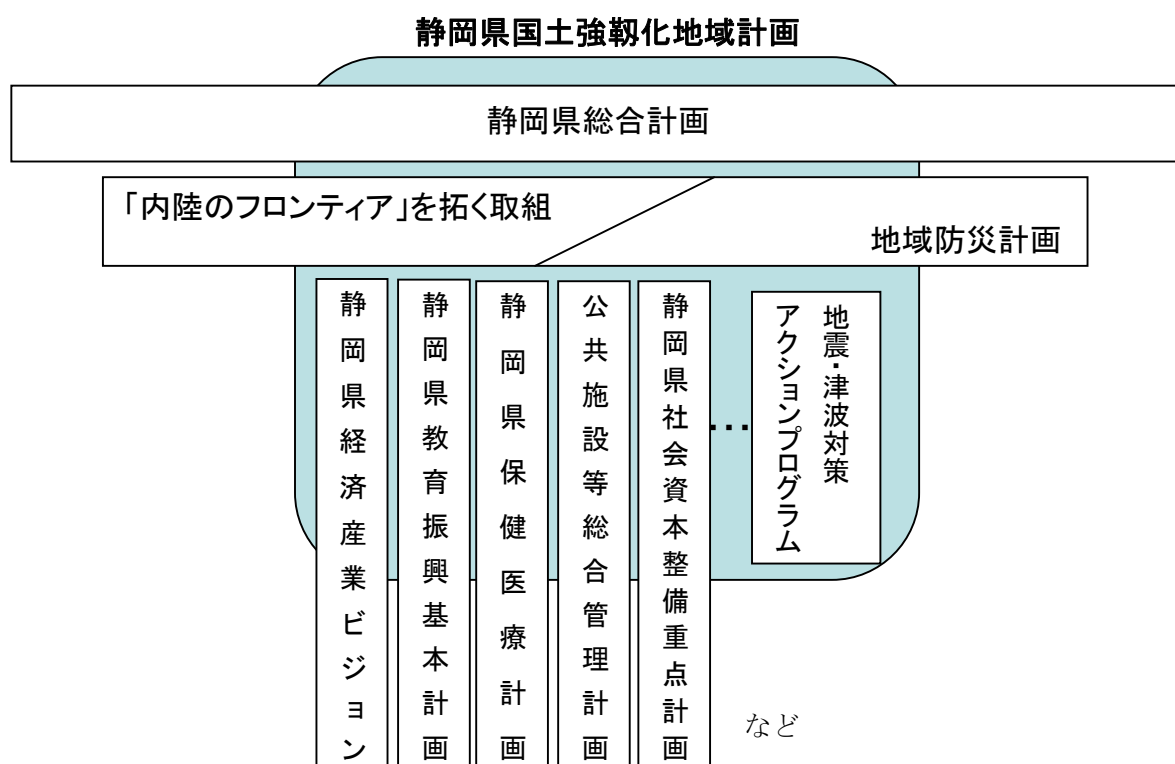 静岡県国土強靱化地域計画
静岡県総合計画
「内陸のフロンティア」を拓く取組
地域防災計画
静岡県経済産業ビジョン
静岡県教育振興基本計画
静岡県保健医療計画
公共施設等総合管理計画
静岡県社会資本整備重点計画
…
地震・津波対策
アクションプログラム
など